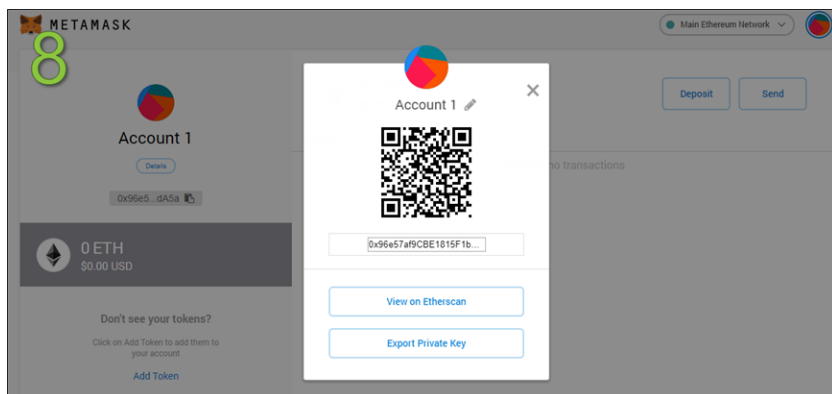 METAMASK
Main Ethereum Network
8
Account 1
Details
0x96e5...dA5a
0 ETH
$0.00 USD
Don't see your tokens?
Click on Add Token to add them to
your account
Add Token
Account 1
0x96e57af9CBE1815F1b...
View on Etherscan
Export Private Key
Deposit
Send
no transactions